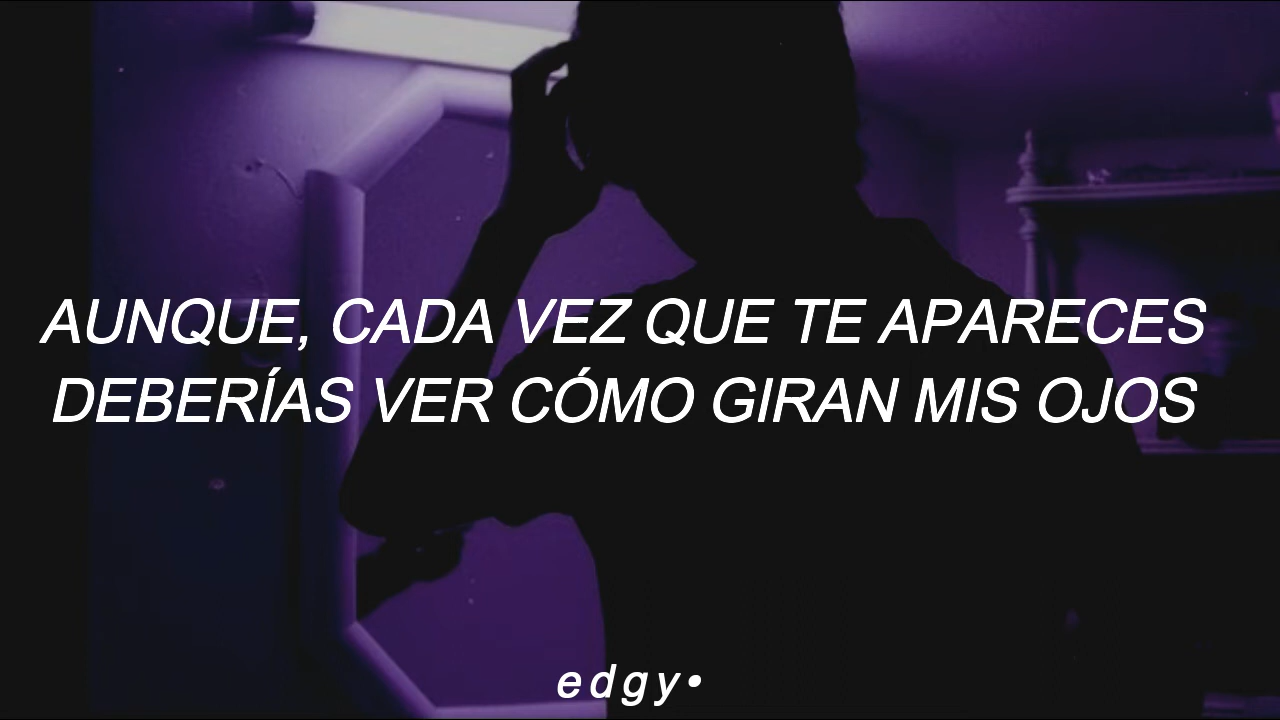 AUNQUE, CADA VEZ QUE TE APARECES
DEBERÍAS VER CÓMO GIRAN MIS OJOS
edgy•